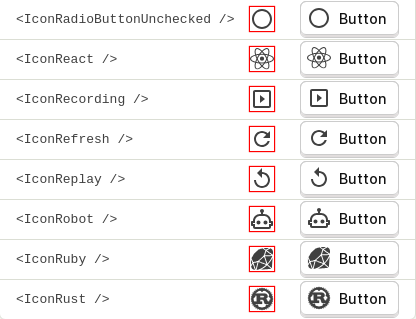 <IconRadioButtonUnchecked /> Button
<IconReact /> Button
<IconRecording /> Button
<IconRefresh /> Button
<IconReplay /> Button
<IconRobot /> Button
<IconRuby /> Button
<IconRust /> R R Button